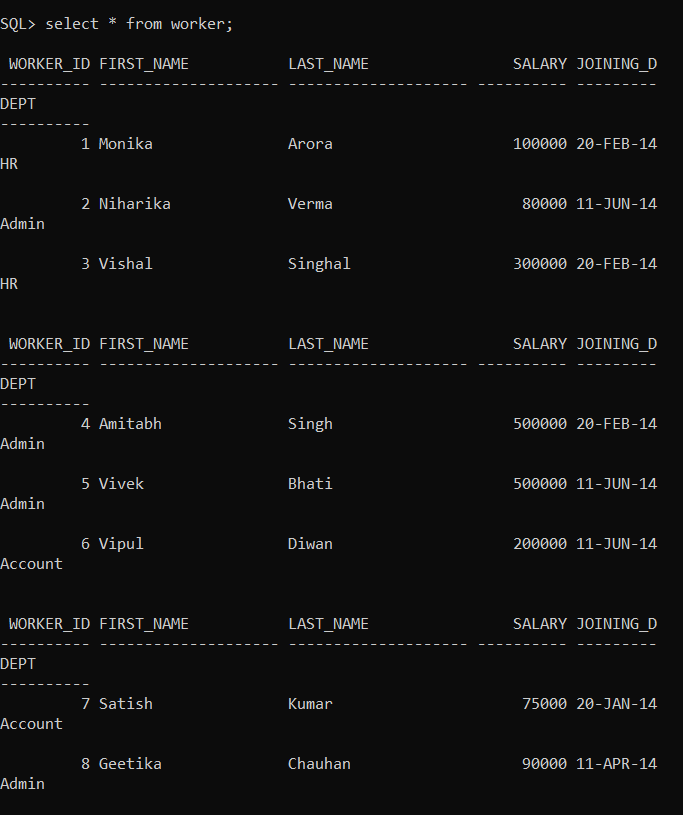 SQL> select * from worker;
 WORKER_ID FIRST_NAME           LAST_NAME                SALARY JOINING_D
---------- -------------------- -------------------- ---------- ---------
DEPT
----------
         1 Monika               Arora                    100000 20-FEB-14
HR
         2 Niharika             Verma                     80000 11-JUN-14
Admin
         3 Vishal               Singhal                  300000 20-FEB-14
HR
 WORKER_ID FIRST_NAME           LAST_NAME                SALARY JOINING_D
---------- -------------------- -------------------- ---------- ---------
DEPT
----------
         4 Amitabh              Singh                    500000 20-FEB-14
Admin
         5 Vivek                Bhati                    500000 11-JUN-14
Admin
         6 Vipul                Diwan                    200000 11-JUN-14
Account
 WORKER_ID FIRST_NAME           LAST_NAME                SALARY JOINING_D
---------- -------------------- -------------------- ---------- ---------
DEPT
----------
         7 Satish               Kumar                     75000 20-JAN-14
Account
         8 Geetika              Chauhan                   90000 11-APR-14
Admin